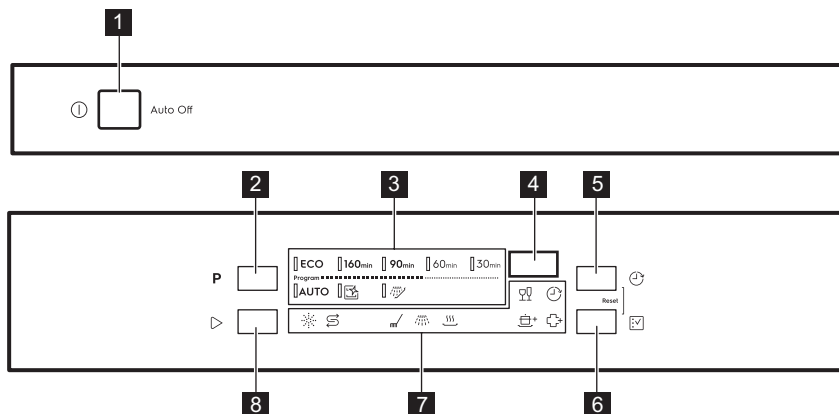 1
Auto Off
2 3 4 5
P
ECO 160min 90min 60min 30min
Program
AUTO
Reset
8 7 6